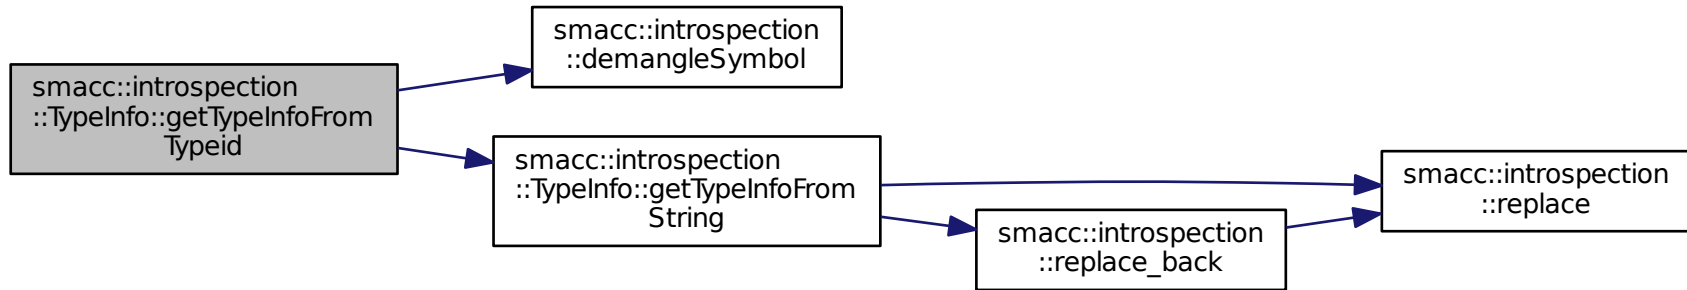 smacc::introspection
::TypeInfo::getTypeInfoFrom
Typeid
smacc::introspection
::demangleSymbol
smacc::introspection
::TypeInfo::getTypeInfoFrom
String
smacc::introspection
::replace_back
smacc::introspection
::replace